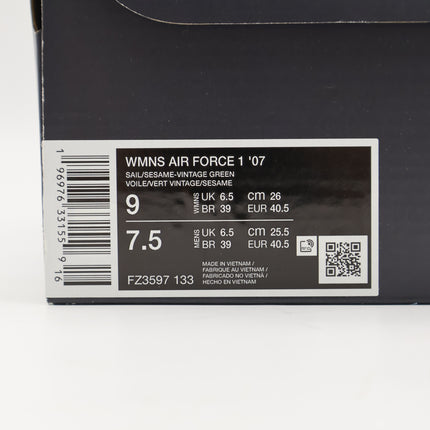 WMNS AIR FORCE 1 '07
SAIL/SESAME-VINTAGE GREEN
VOILE/VERT VINTAGE/SESAME
9 WMNS UK 6.5 CM 26
BR 39 EUR 40.5
7.5 MENS UK 6.5 CM 25.5
BR 39 EUR 40.5
FZ3597 133
MADE IN VIETNAM /
FABRIQUE AU VIETNAM /
FABRICADO NO VIETNÃ /
HECHO EN VIETNAM
1 96976 33155 9 16